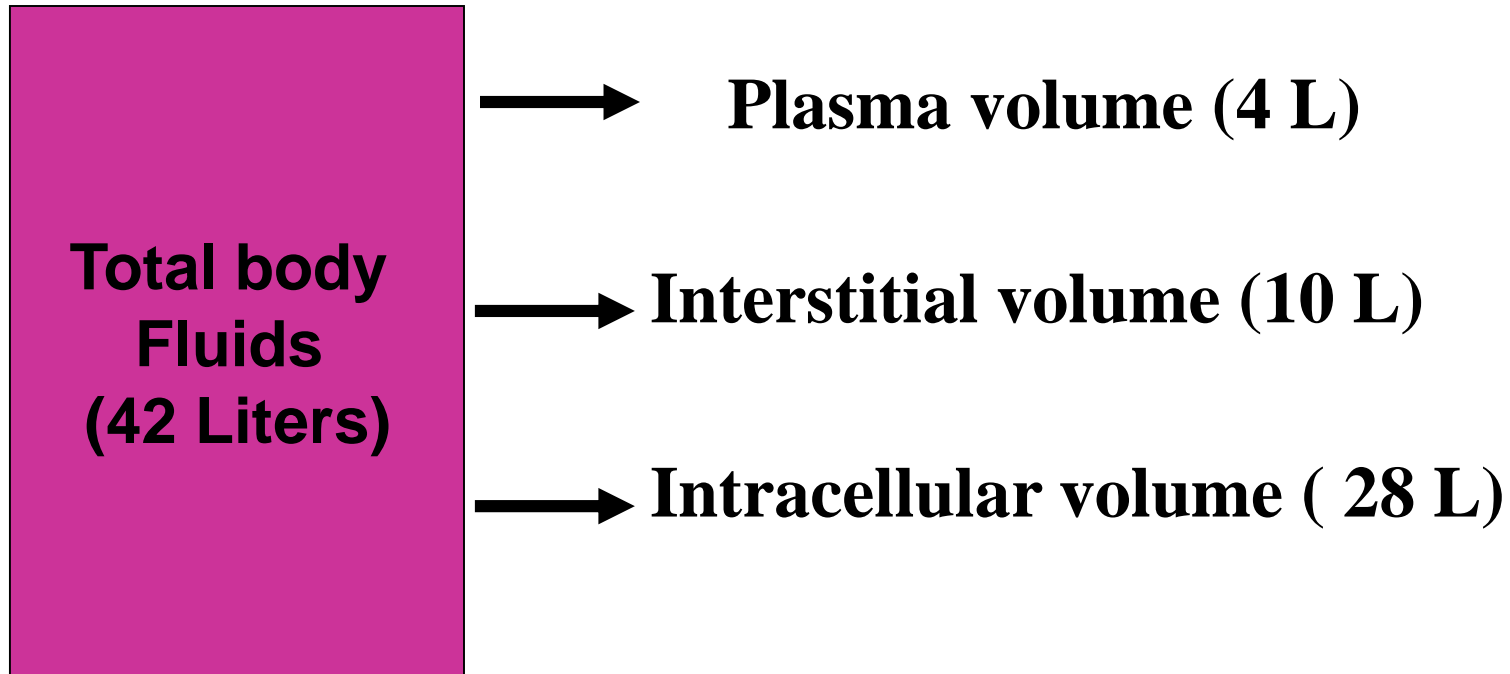 Total body
Fluids
(42 Liters)
Plasma volume (4 L)
Interstitial volume (10 L)
Intracellular volume ( 28 L)